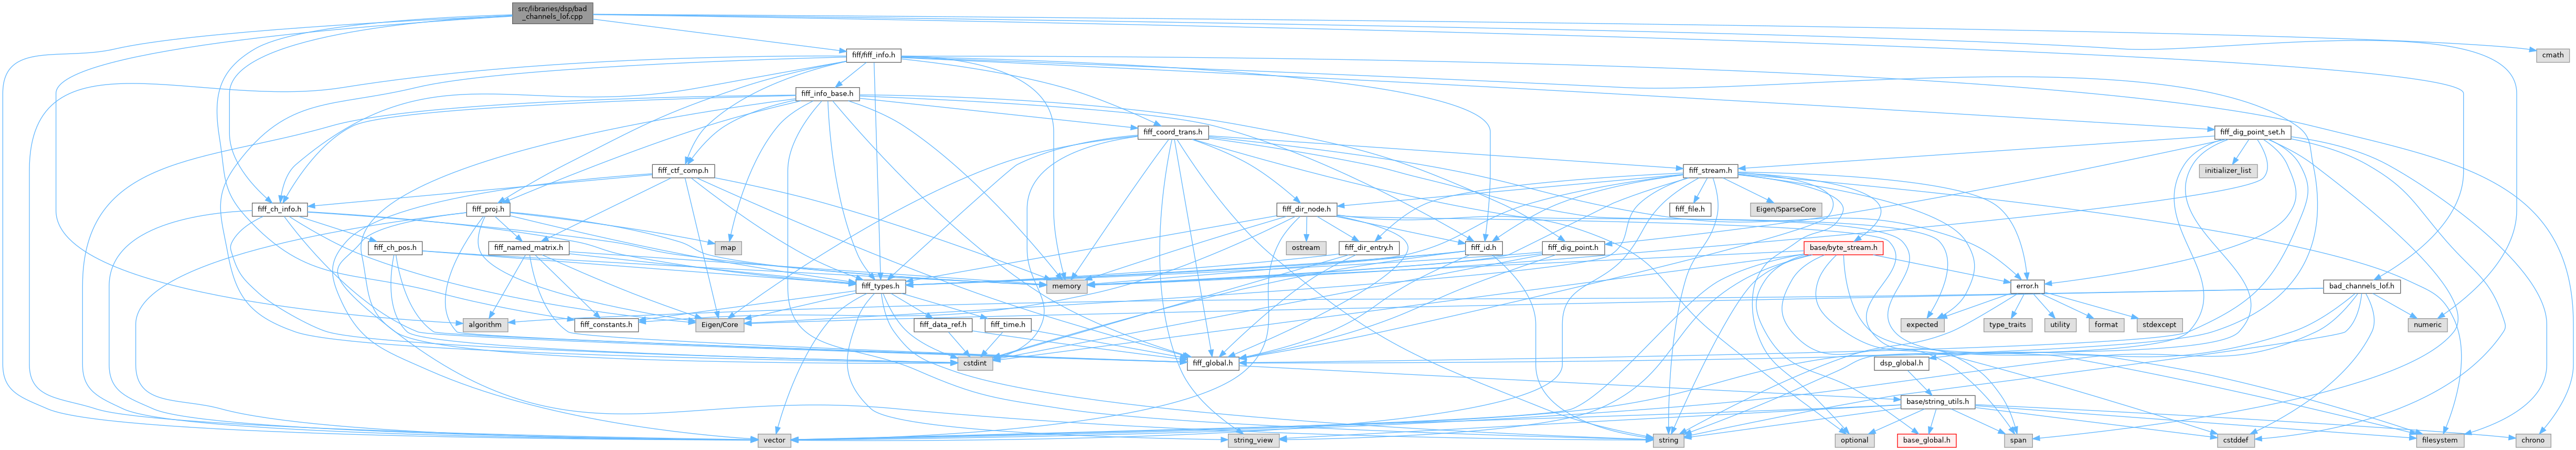 src/libraries/dsp/bad
_channels_lof.cpp
fiff/fiff_info.h
cmath
fiff_info_base.h
fiff_coord_trans.h
fiff_dig_point_set.h
fiff_ctf_comp.h
fiff_stream.h
initializer_list
fiff_ch_info.h
fiff_proj.h
fiff_dir_node.h
fiff_file.h
Eigen/SparseCore
fiff_ch_pos.h
fiff_named_matrix.h
map
ostream
fiff_dir_entry.h
fiff_id.h
fiff_dig_point.h
base/byte_stream.h
fiff_types.h
memory
error.h
bad_channels_lof.h
algorithm
fiff_constants.h
Eigen/Core
fiff_data_ref.h
fiff_time.h
expected
type_traits
utility
format
stdexcept
numeric
cstdint
fiff_global.h
dsp_global.h
base/string_utils.h
vector
string_view
string
optional
base_global.h
span
cstddef
filesystem
chrono